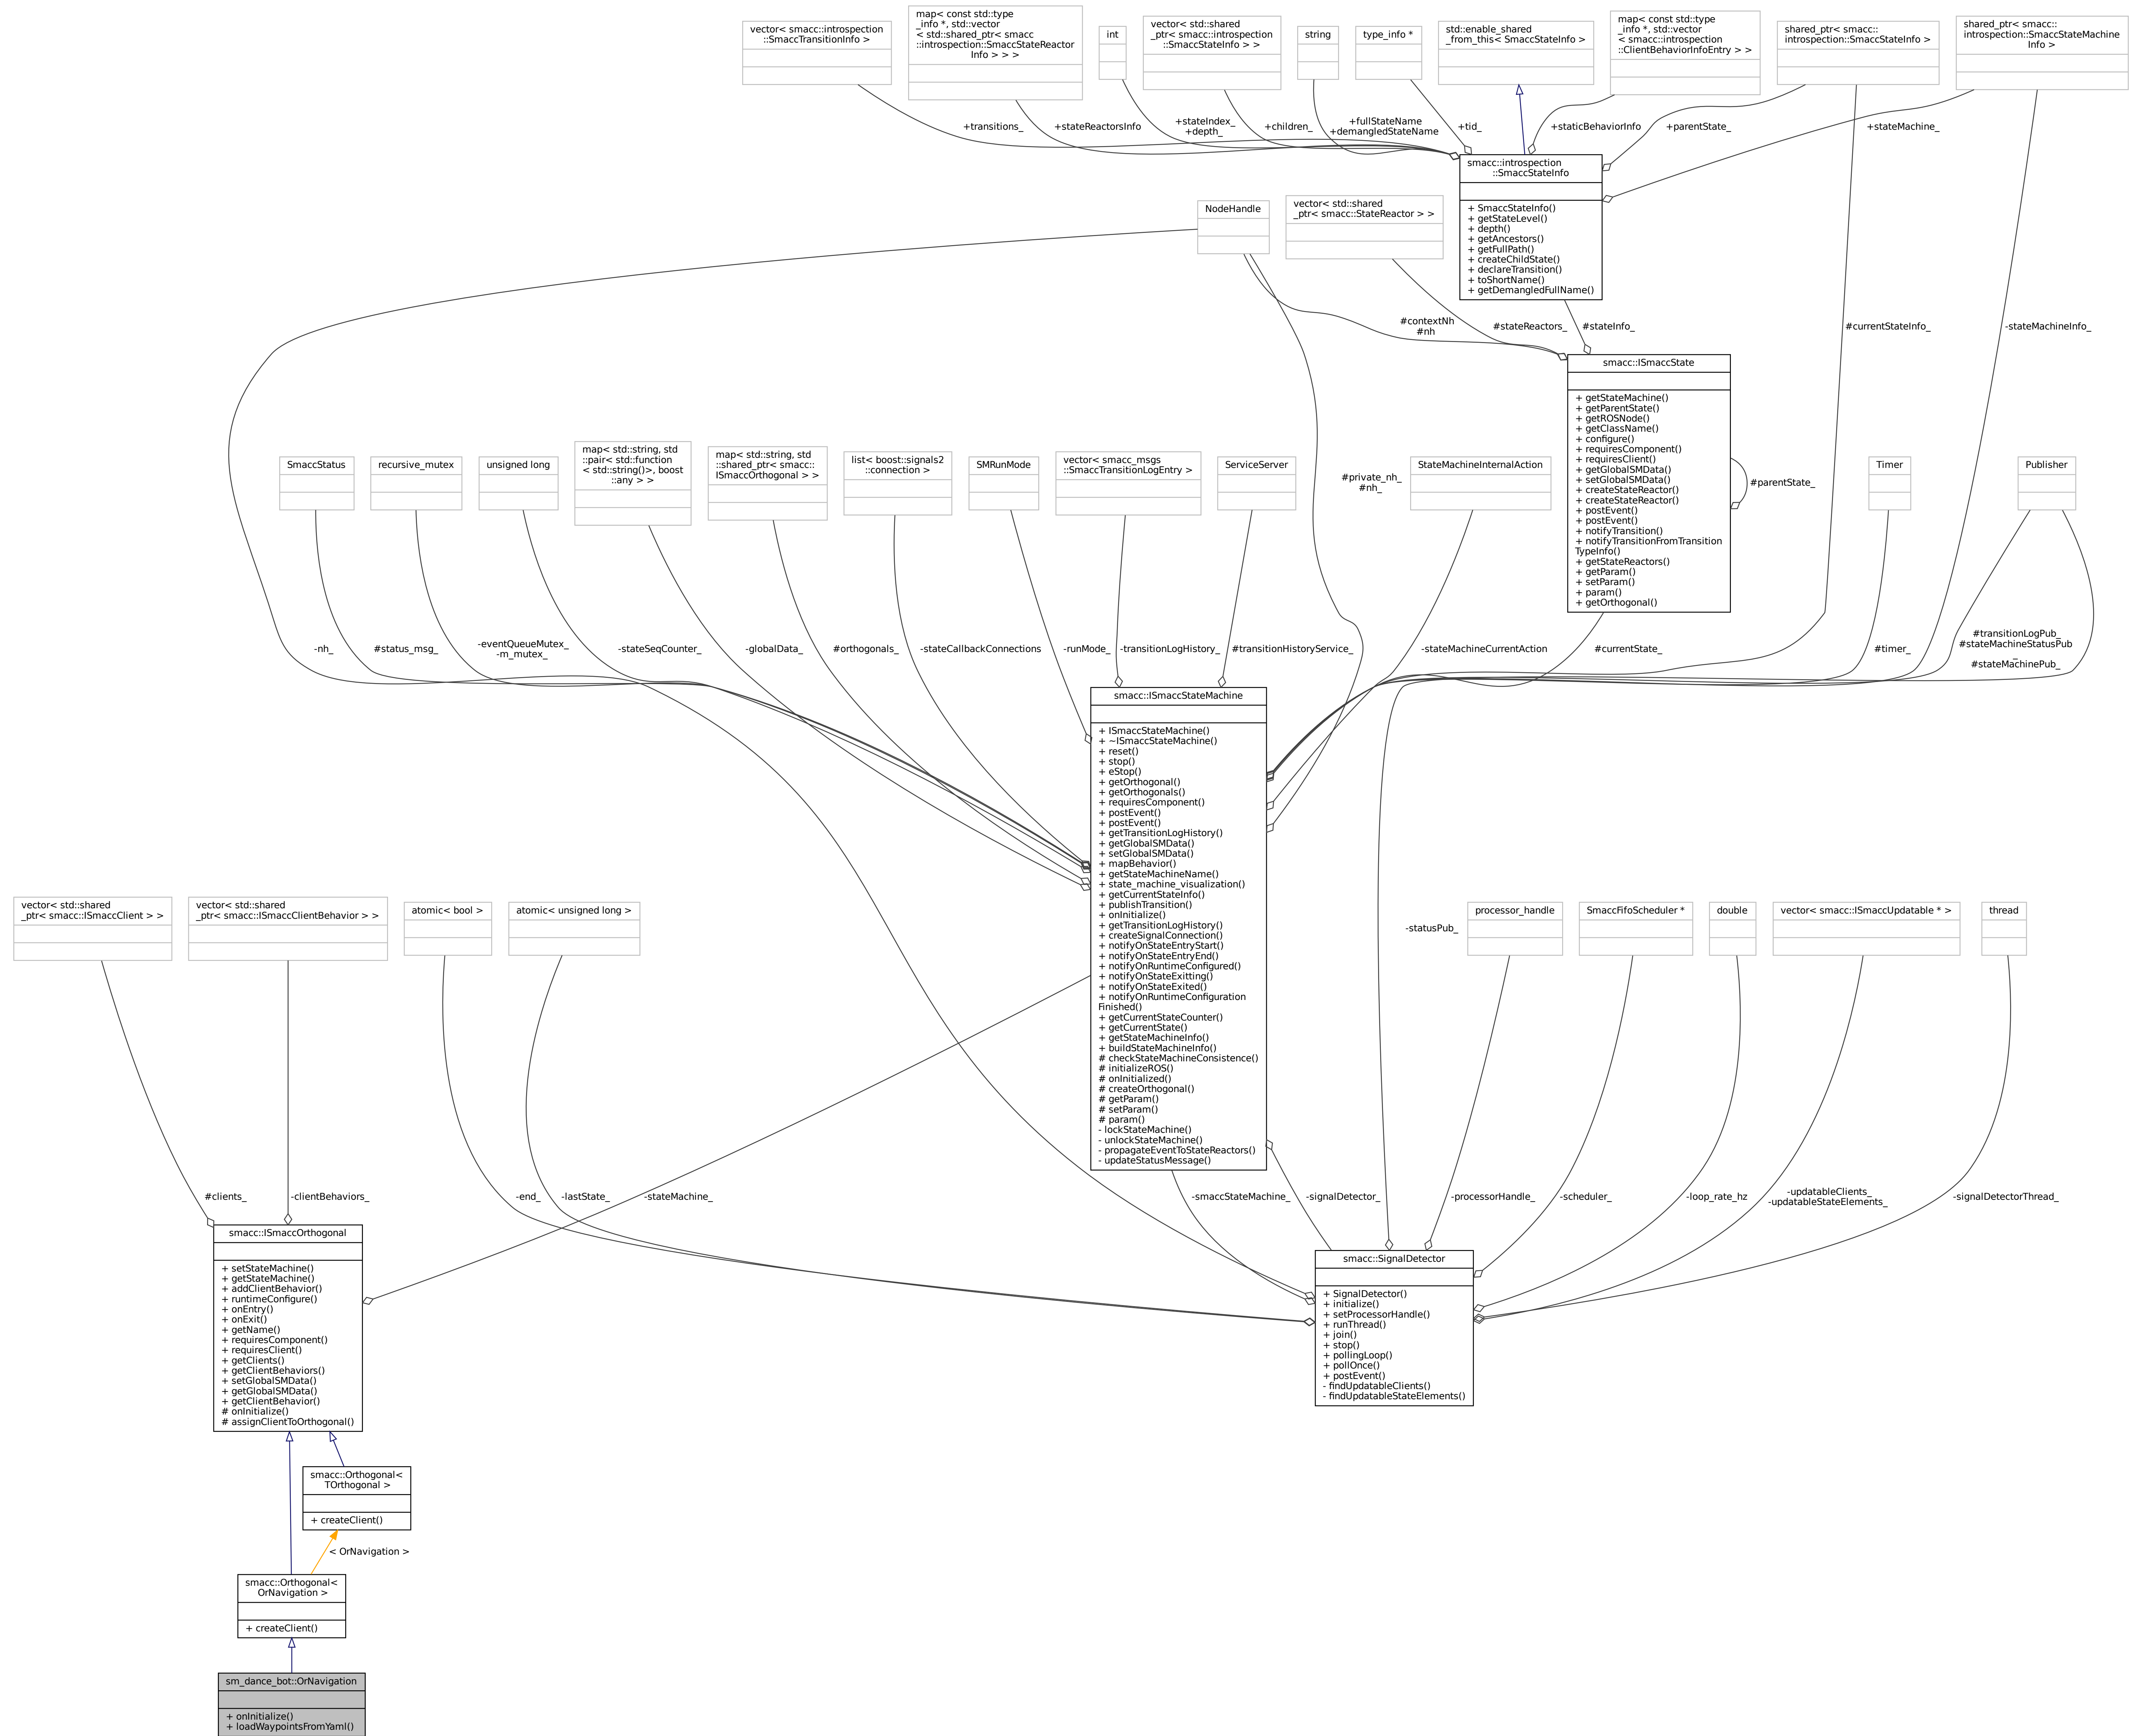 vector< smacc::introspection
::SmaccTransitionInfo >
map< const std::type
_info *, std::vector
< std::shared_ptr< smacc
::introspection::SmaccStateReactor
Info > > >
int
vector< std::shared
_ptr< smacc::introspection
::SmaccStateInfo > >
string
type_info *
std::enable_shared
_from_this< SmaccStateInfo >
map< const std::type
_info *, std::vector
< smacc::introspection
::ClientBehaviorInfoEntry > >
shared_ptr< smacc::
introspection::SmaccStateInfo >
shared_ptr< smacc::
introspection::SmaccStateMachine
Info >
+transitions_
+stateReactorsInfo
+stateIndex_
+depth_
+children_
+fullStateName
+demangledStateName
+tid_
+staticBehaviorInfo
+parentState_
+stateMachine_
smacc::introspection
::SmaccStateInfo
+ SmaccStateInfo()
+ getStateLevel()
+ depth()
+ getAncestors()
+ getFullPath()
+ createChildState()
+ declareTransition()
+ toShortName()
+ getDemangledFullName()
NodeHandle
vector< std::shared
_ptr< smacc::StateReactor > >
#contextNh
#nh
#stateReactors_
#stateInfo_
#currentStateInfo_
-stateMachineInfo_
smacc::ISmaccState
+ getStateMachine()
+ getParentState()
+ getROSNode()
+ getClassName()
+ configure()
+ requiresComponent()
+ requiresClient()
+ getGlobalSMData()
+ setGlobalSMData()
+ createStateReactor()
+ createStateReactor()
+ postEvent()
+ postEvent()
+ notifyTransition()
+ notifyTransitionFromTransition
TypeInfo()
+ getStateReactors()
+ getParam()
+ setParam()
+ param()
+ getOrthogonal()
#parentState_
SmaccStatus
recursive_mutex
unsigned long
map< std::string, std
::pair< std::function
< std::string()>, boost
::any > >
map< std::string, std
::shared_ptr< smacc::
ISmaccOrthogonal > >
list< boost::signals2
::connection >
SMRunMode
vector< smacc_msgs
::SmaccTransitionLogEntry >
ServiceServer
#private_nh_
#nh_
StateMachineInternalAction
Timer
Publisher
-nh_
#status_msg_
-eventQueueMutex_
-m_mutex_
-stateSeqCounter_
-globalData_
#orthogonals_
-stateCallbackConnections
-runMode_
-transitionLogHistory_
#transitionHistoryService_
-stateMachineCurrentAction
#currentState_
#timer_
#transitionLogPub_
#stateMachineStatusPub
_
#stateMachinePub_
smacc::ISmaccStateMachine
+ ISmaccStateMachine()
+ ~ISmaccStateMachine()
+ reset()
+ stop()
+ eStop()
+ getOrthogonal()
+ getOrthogonals()
+ requiresComponent()
+ postEvent()
+ postEvent()
+ getTransitionLogHistory()
+ getGlobalSMData()
+ setGlobalSMData()
+ mapBehavior()
+ getStateMachineName()
+ state_machine_visualization()
+ getCurrentStateInfo()
+ publishTransition()
+ onInitialize()
+ getTransitionLogHistory()
+ createSignalConnection()
+ notifyOnStateEntryStart()
+ notifyOnStateEntryEnd()
+ notifyOnRuntimeConfigured()
+ notifyOnStateExitting()
+ notifyOnStateExited()
+ notifyOnRuntimeConfiguration
Finished()
+ getCurrentStateCounter()
+ getCurrentState()
+ getStateMachineInfo()
+ buildStateMachineInfo()
# checkStateMachineConsistence()
# initializeROS()
# onInitialized()
# createOrthogonal()
# getParam()
# setParam()
# param()
- lockStateMachine()
- unlockStateMachine()
- propagateEventToStateReactors()
- updateStatusMessage()
vector< std::shared
_ptr< smacc::ISmaccClient > >
vector< std::shared
_ptr< smacc::ISmaccClientBehavior > >
atomic< bool >
atomic< unsigned long >
-statusPub_
processor_handle
SmaccFifoScheduler *
double
vector< smacc::ISmaccUpdatable * >
thread
#clients_
-clientBehaviors_
-end_
-lastState_
-stateMachine_
-smaccStateMachine_
-signalDetector_
-processorHandle_
-scheduler_
-loop_rate_hz
-updatableClients_
-updatableStateElements_
-signalDetectorThread_
smacc::ISmaccOrthogonal
+ setStateMachine()
+ getStateMachine()
+ addClientBehavior()
+ runtimeConfigure()
+ onEntry()
+ onExit()
+ getName()
+ requiresComponent()
+ requiresClient()
+ getClients()
+ getClientBehaviors()
+ setGlobalSMData()
+ getGlobalSMData()
+ getClientBehavior()
# onInitialize()
# assignClientToOrthogonal()
smacc::SignalDetector
+ SignalDetector()
+ initialize()
+ setProcessorHandle()
+ runThread()
+ join()
+ stop()
+ pollingLoop()
+ pollOnce()
+ postEvent()
- findUpdatableClients()
- findUpdatableStateElements()
smacc::Orthogonal<
TOrthogonal >
+ createClient()
< OrNavigation >
smacc::Orthogonal<
OrNavigation >
+ createClient()
sm_dance_bot::OrNavigation
+ onInitialize()
+ loadWaypointsFromYaml()